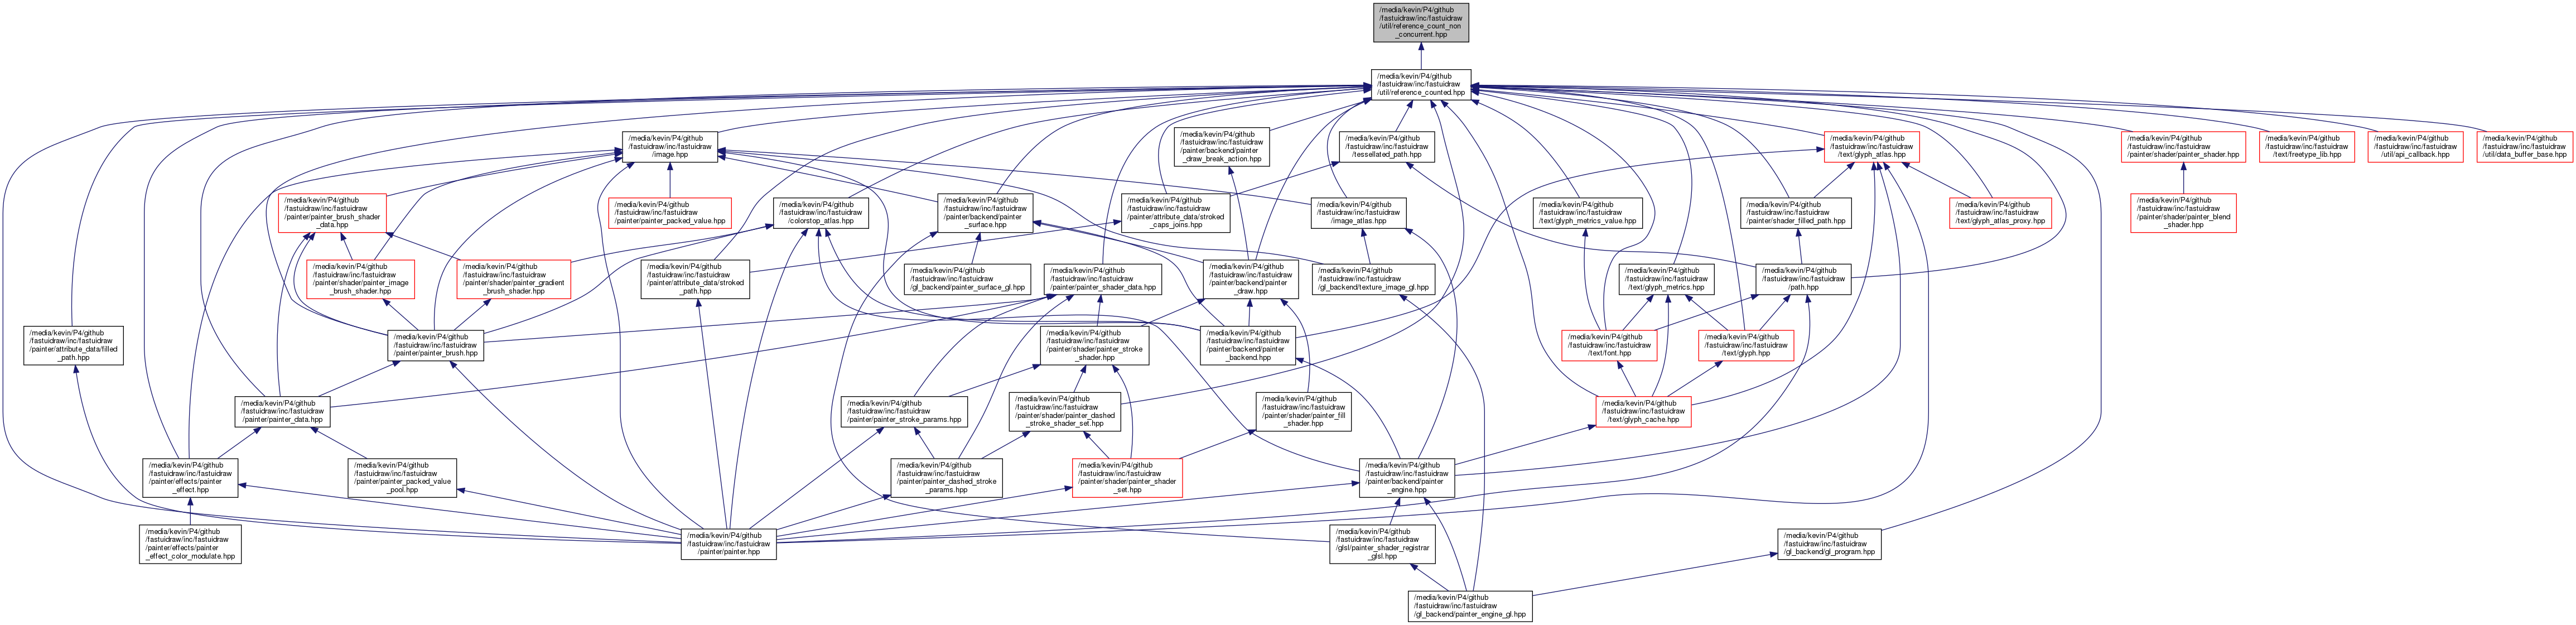 /media/kevin/P4/github
/fastuidraw/inc/fastuidraw
/util/reference_count_non
_concurrent.hpp
/media/kevin/P4/github
/fastuidraw/inc/fastuidraw
/util/reference_counted.hpp
/media/kevin/P4/github
/fastuidraw/inc/fastuidraw
/image.hpp
/media/kevin/P4/github
/fastuidraw/inc/fastuidraw
/painter/backend/painter
_draw_break_action.hpp
/media/kevin/P4/github
/fastuidraw/inc/fastuidraw
/tessellated_path.hpp
/media/kevin/P4/github
/fastuidraw/inc/fastuidraw
/text/glyph_atlas.hpp
/media/kevin/P4/github
/fastuidraw/inc/fastuidraw
/painter/shader/painter_shader.hpp
/media/kevin/P4/github
/fastuidraw/inc/fastuidraw
/text/freetype_lib.hpp
/media/kevin/P4/github
/fastuidraw/inc/fastuidraw
/util/api_callback.hpp
/media/kevin/P4/github
/fastuidraw/inc/fastuidraw
/util/data_buffer_base.hpp
/media/kevin/P4/github
/fastuidraw/inc/fastuidraw
/painter/painter_brush_shader
_data.hpp
/media/kevin/P4/github
/fastuidraw/inc/fastuidraw
/painter/painter_packed_value.hpp
/media/kevin/P4/github
/fastuidraw/inc/fastuidraw
/colorstop_atlas.hpp
/media/kevin/P4/github
/fastuidraw/inc/fastuidraw
/painter/backend/painter
_surface.hpp
/media/kevin/P4/github
/fastuidraw/inc/fastuidraw
/painter/attribute_data/stroked
_caps_joins.hpp
/media/kevin/P4/github
/fastuidraw/inc/fastuidraw
/image_atlas.hpp
/media/kevin/P4/github
/fastuidraw/inc/fastuidraw
/text/glyph_metrics_value.hpp
/media/kevin/P4/github
/fastuidraw/inc/fastuidraw
/painter/shader_filled_path.hpp
/media/kevin/P4/github
/fastuidraw/inc/fastuidraw
/text/glyph_atlas_proxy.hpp
/media/kevin/P4/github
/fastuidraw/inc/fastuidraw
/painter/shader/painter_blend
_shader.hpp
/media/kevin/P4/github
/fastuidraw/inc/fastuidraw
/painter/shader/painter_image
_brush_shader.hpp
/media/kevin/P4/github
/fastuidraw/inc/fastuidraw
/painter/shader/painter_gradient
_brush_shader.hpp
/media/kevin/P4/github
/fastuidraw/inc/fastuidraw
/painter/attribute_data/stroked
_path.hpp
/media/kevin/P4/github
/fastuidraw/inc/fastuidraw
/gl_backend/painter_surface_gl.hpp
/media/kevin/P4/github
/fastuidraw/inc/fastuidraw
/painter/painter_shader_data.hpp
/media/kevin/P4/github
/fastuidraw/inc/fastuidraw
/painter/backend/painter
_draw.hpp
/media/kevin/P4/github
/fastuidraw/inc/fastuidraw
/gl_backend/texture_image_gl.hpp
/media/kevin/P4/github
/fastuidraw/inc/fastuidraw
/text/glyph_metrics.hpp
/media/kevin/P4/github
/fastuidraw/inc/fastuidraw
/path.hpp
/media/kevin/P4/github
/fastuidraw/inc/fastuidraw
/painter/attribute_data/filled
_path.hpp
/media/kevin/P4/github
/fastuidraw/inc/fastuidraw
/painter/painter_brush.hpp
/media/kevin/P4/github
/fastuidraw/inc/fastuidraw
/painter/shader/painter_stroke
_shader.hpp
/media/kevin/P4/github
/fastuidraw/inc/fastuidraw
/painter/backend/painter
_backend.hpp
/media/kevin/P4/github
/fastuidraw/inc/fastuidraw
/text/font.hpp
/media/kevin/P4/github
/fastuidraw/inc/fastuidraw
/text/glyph.hpp
/media/kevin/P4/github
/fastuidraw/inc/fastuidraw
/painter/painter_data.hpp
/media/kevin/P4/github
/fastuidraw/inc/fastuidraw
/painter/painter_stroke_params.hpp
/media/kevin/P4/github
/fastuidraw/inc/fastuidraw
/painter/shader/painter_dashed
_stroke_shader_set.hpp
/media/kevin/P4/github
/fastuidraw/inc/fastuidraw
/painter/shader/painter_fill
_shader.hpp
/media/kevin/P4/github
/fastuidraw/inc/fastuidraw
/text/glyph_cache.hpp
/media/kevin/P4/github
/fastuidraw/inc/fastuidraw
/painter/effects/painter
_effect.hpp
/media/kevin/P4/github
/fastuidraw/inc/fastuidraw
/painter/painter_packed_value
_pool.hpp
/media/kevin/P4/github
/fastuidraw/inc/fastuidraw
/painter/painter_dashed_stroke
_params.hpp
/media/kevin/P4/github
/fastuidraw/inc/fastuidraw
/painter/shader/painter_shader
_set.hpp
/media/kevin/P4/github
/fastuidraw/inc/fastuidraw
/painter/backend/painter
_engine.hpp
/media/kevin/P4/github
/fastuidraw/inc/fastuidraw
/painter/effects/painter
_effect_color_modulate.hpp
/media/kevin/P4/github
/fastuidraw/inc/fastuidraw
/painter/painter.hpp
/media/kevin/P4/github
/fastuidraw/inc/fastuidraw
/glsl/painter_shader_registrar
_glsl.hpp
/media/kevin/P4/github
/fastuidraw/inc/fastuidraw
/gl_backend/gl_program.hpp
/media/kevin/P4/github
/fastuidraw/inc/fastuidraw
/gl_backend/painter_engine_gl.hpp